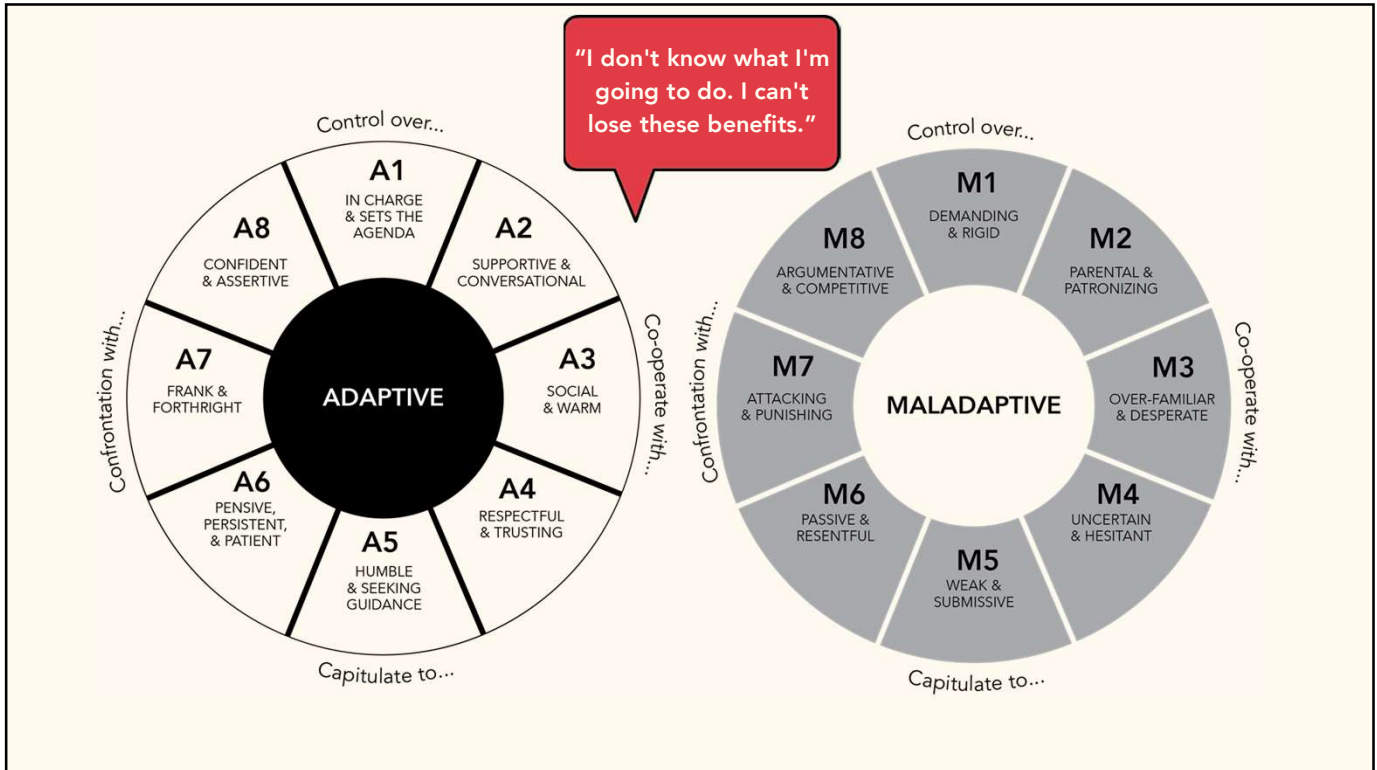 “I don't know what I'm
going to do. I can't
lose these benefits.”
Control over...
A1
IN CHARGE
& SETS THE
AGENDA
A2
SUPPORTIVE &
CONVERSATIONAL
Co-operate with...
A3
SOCIAL
& WARM
A4
RESPECTFUL
& TRUSTING
A5
HUMBLE
& SEEKING
GUIDANCE
Capitulate to...
A6
PENSIVE,
PERSISTENT,
& PATIENT
A7
FRANK &
FORTHRIGHT
Confrontation with...
A8
CONFIDENT
& ASSERTIVE
ADAPTIVE
Control over...
M1
DEMANDING
& RIGID
M2
PARENTAL &
PATRONIZING
Co-operate with...
M3
OVER-FAMILIAR
& DESPERATE
M4
UNCERTAIN
& HESITANT
M5
WEAK &
SUBMISSIVE
Capitulate to...
M6
PASSIVE &
RESENTFUL
M7
ATTACKING
& PUNISHING
Confrontation with...
M8
ARGUMENTATIVE
& COMPETITIVE
MALADAPTIVE